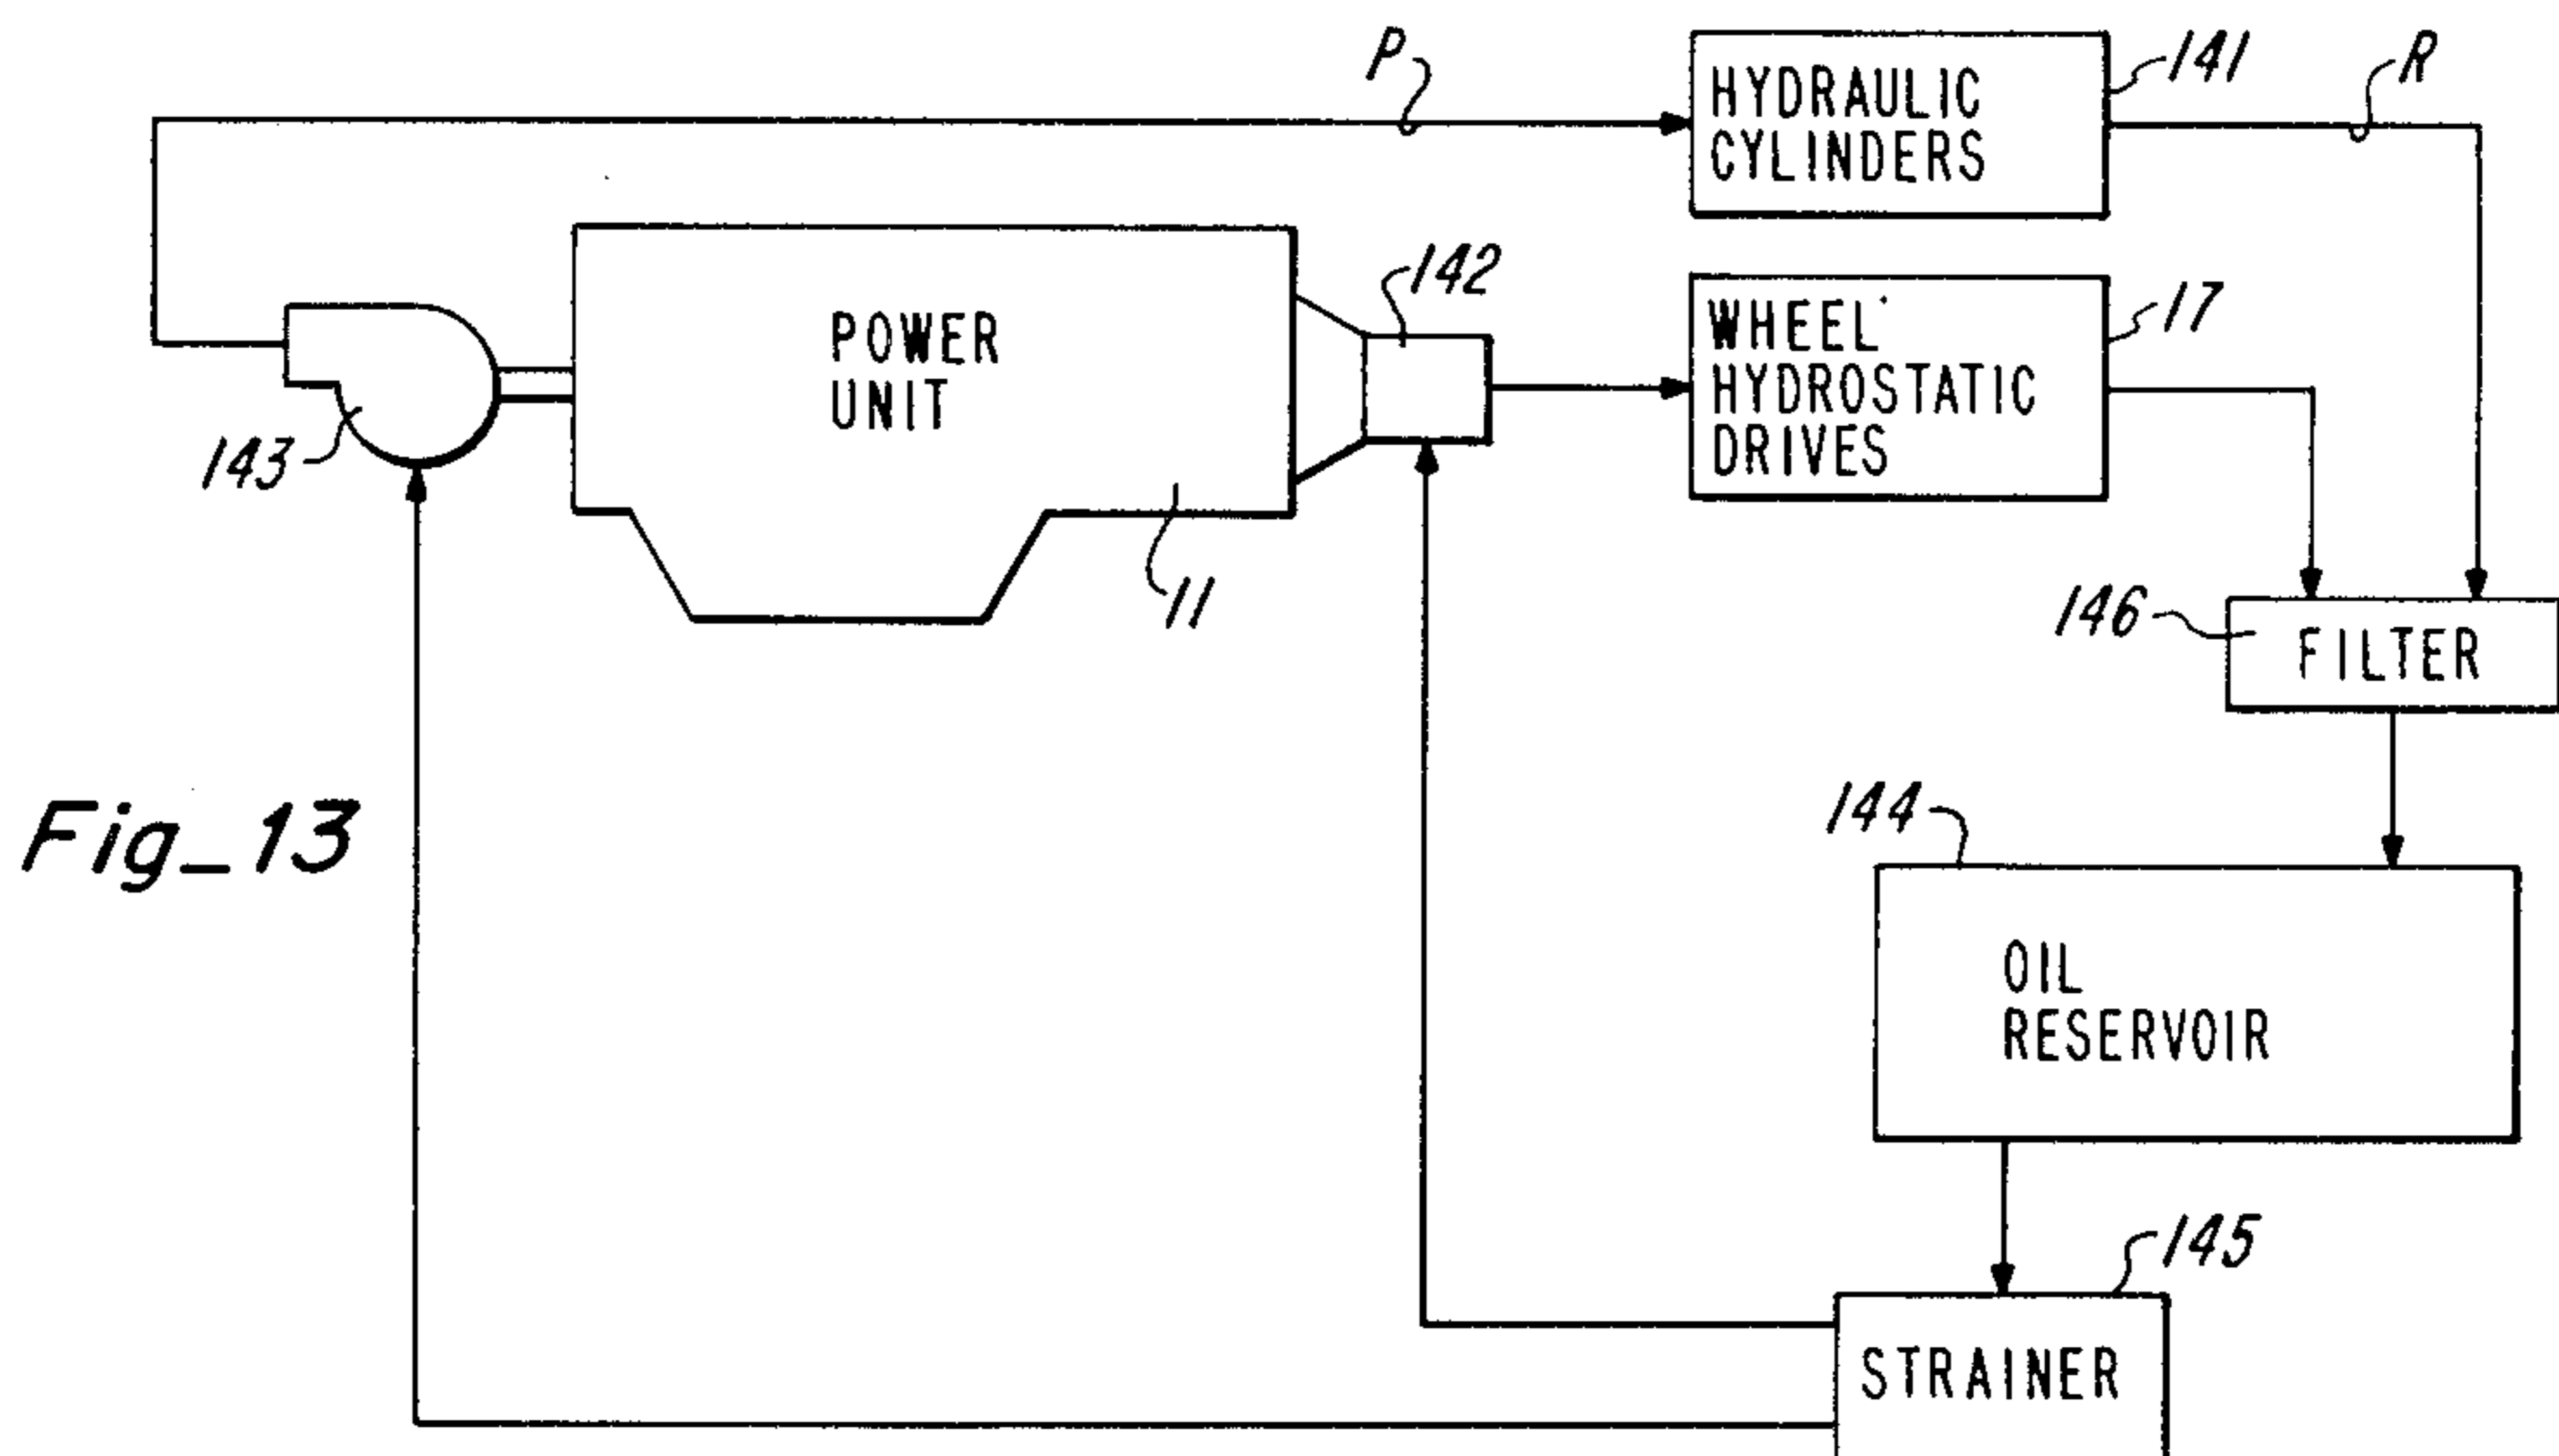 P
HYDRAULIC
CYLINDERS
141
R
142
POWER
UNIT
WHEEL
HYDROSTATIC
DRIVES
17
143
11
146
FILTER
Fig_13
144
OIL
RESERVOIR
145
STRAINER